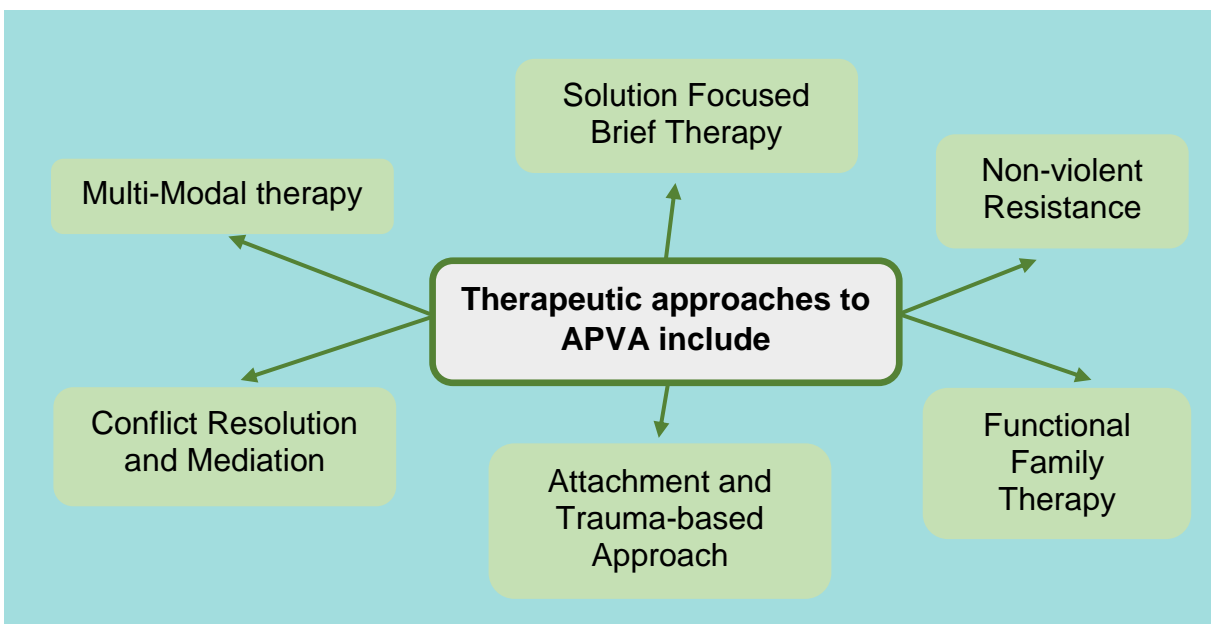 Solution Focused
Brief Therapy
Multi-Modal therapy
Non-violent
Resistance
Therapeutic approaches to
APVA include
Conflict Resolution
and Mediation
Attachment and
Trauma-based
Approach
Functional
Family
Therapy